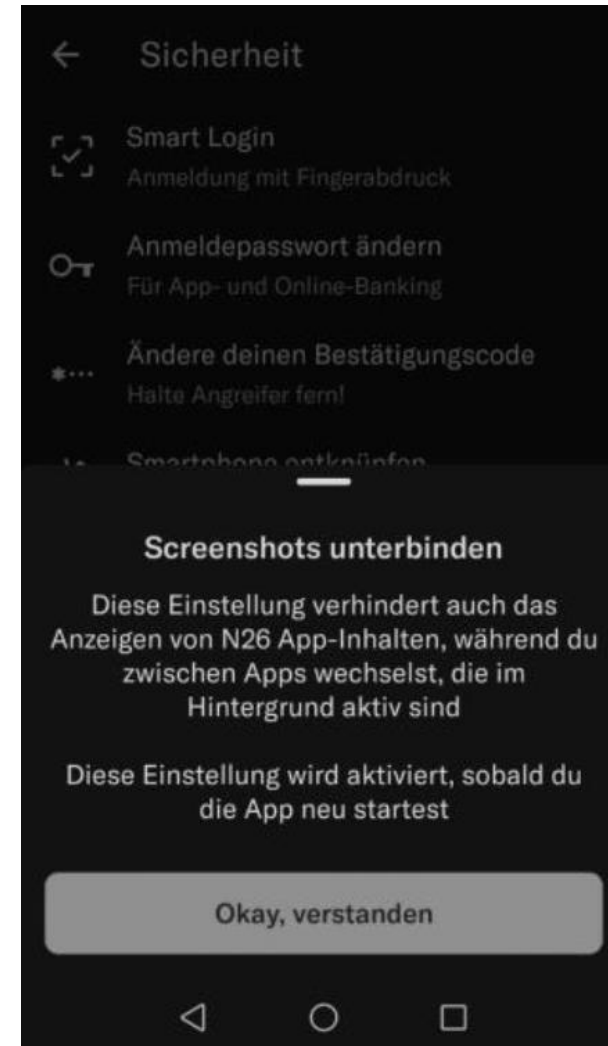 Sicherheit
Smart Login
Anmeldung mit Fingerabdruck
Anmeldepasswort ändern
Für App- und Online-Banking
Ändere deinen Bestätigungscode
Halte Angreifer fern!
Smartphone entknüpfen
Screenshots unterbinden
Diese Einstellung verhindert auch das
Anzeigen von N26 App-Inhalten, während du
zwischen Apps wechselst, die im
Hintergrund aktiv sind
Diese Einstellung wird aktiviert, sobald du
die App neu startest
Okay, verstanden